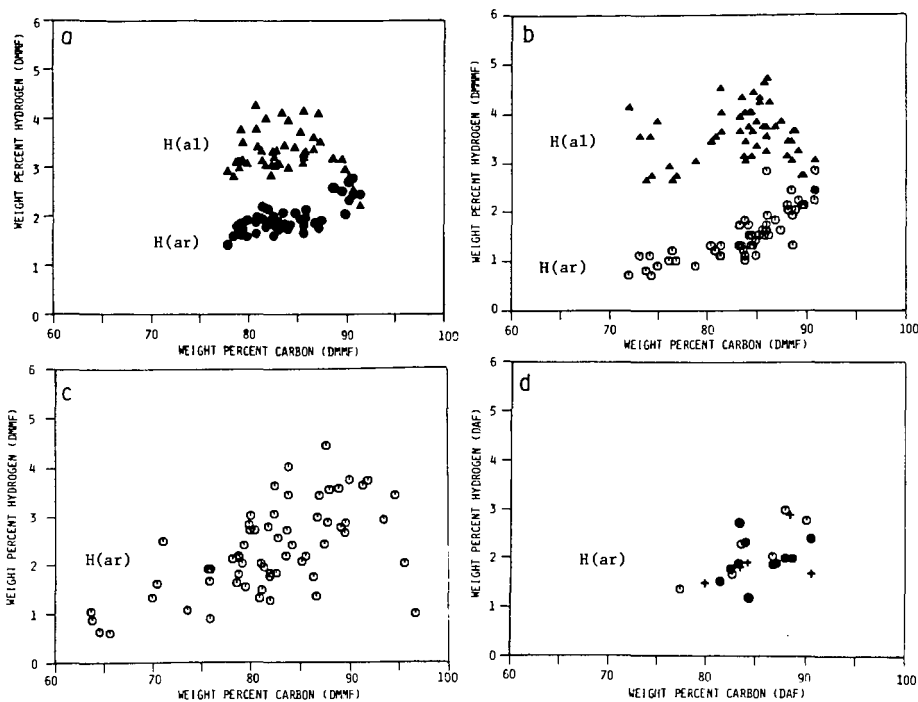 a
WEIGHT PERCENT HYDROGEN (DMMF)
6
5
4
3
2
1
0
H(al)
H(ar)
60 70 80 90 100
WEIGHT PERCENT CARBON (DMMF)
b
WEIGHT PERCENT HYDROGEN (DMMMF)
6
5
4
3
2
1
0
H(al)
H(ar)
60 70 80 90 100
WEIGHT PERCENT CARBON (DMMF)
c
WEIGHT PERCENT HYDROGEN (DMMF)
6
5
4
3
2
1
0
H(ar)
60 70 80 90 100
WEIGHT PERCENT CARBON (DMMF)
d
WEIGHT PERCENT HYDROGEN (DAF)
6
5
4
3
2
1
0
H(ar)
60 70 80 90 100
WEIGHT PERCENT CARBON (DAF)